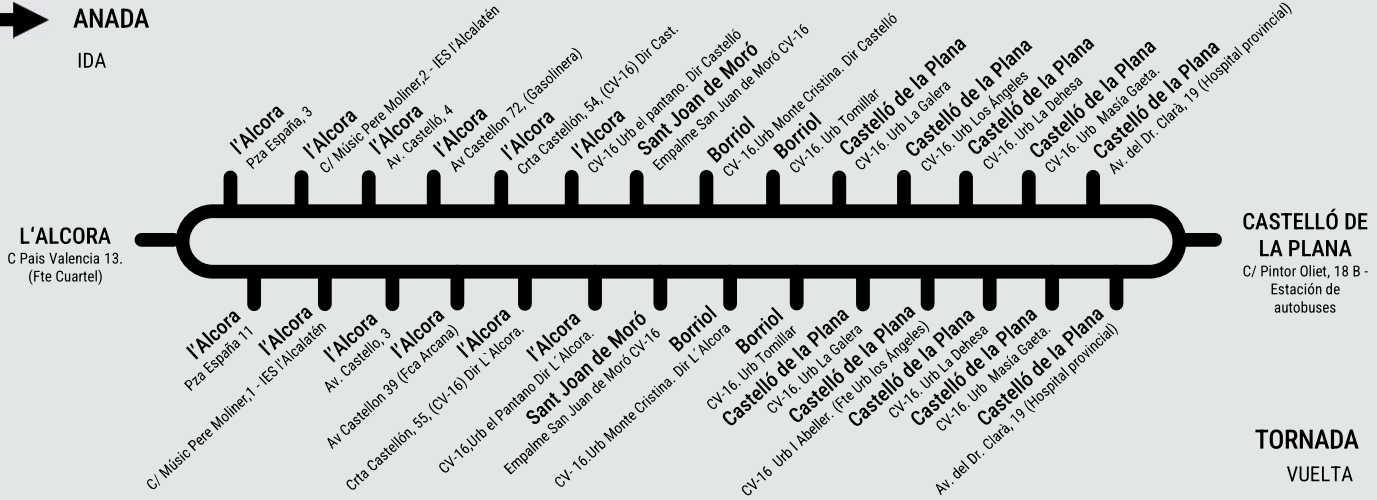 ANADA
IDA
l'Alcora
Pza España, 3
l'Alcora
C/ Músic Pere Moliner,2 - IES l'Alcalatén
l'Alcora
Av. Castelló, 4
l'Alcora
Av Castellon 72, (Gasolinera)
l'Alcora
Crta Castellón, 54, (CV-16) Dir Cast.
l'Alcora
CV-16 Urb el pantano. Dir Castelló
Sant Joan de Moró
Empalme San Juan de Moró CV-16
Borriol
CV- 16.Urb Monte Cristina. Dir Castelló
Borriol
CV-16. Urb Tomillar
Castelló de la Plana
CV-16. Urb La Galera
Castelló de la Plana
CV-16. Urb Los Ángeles
Castelló de la Plana
CV-16. Urb La Dehesa
Castelló de la Plana
CV-16. Urb Masía Gaeta.
Castelló de la Plana
Av. del Dr. Clarà, 19 (Hospital provincial)
L'ALCORA
C Pais Valencia 13.
(Fte Cuartel)
CASTELLÓ DE
LA PLANA
C/ Pintor Oliet, 18 B -
Estación de
autobuses
l'Alcora
Pza España 11
l'Alcora
C/ Músic Pere Moliner,1 - IES l'Alcalatén
l'Alcora
Av. Castello, 3
l'Alcora
Av Castellon 39 (Fca Arcana)
l'Alcora
Crta Castellón, 55, (CV-16) Dir L`Alcora.
l'Alcora
CV-16,Urb el Pantano Dir L´Alcora.
Sant Joan de Moró
Empalme San Juan de Moró CV-16
Borriol
CV- 16.Urb Monte Cristina. Dir L´Alcora
Borriol
CV-16. Urb Tomillar
Castelló de la Plana
CV-16. Urb La Galera
Castelló de la Plana
CV-16 Urb l Abeller. (Fte Urb los Ángeles)
Castelló de la Plana
CV-16. Urb La Dehesa
Castelló de la Plana
CV-16. Urb Masía Gaeta.
Castelló de la Plana
Av. del Dr. Clarà, 19 (Hospital provincial)
TORNADA
VUELTA